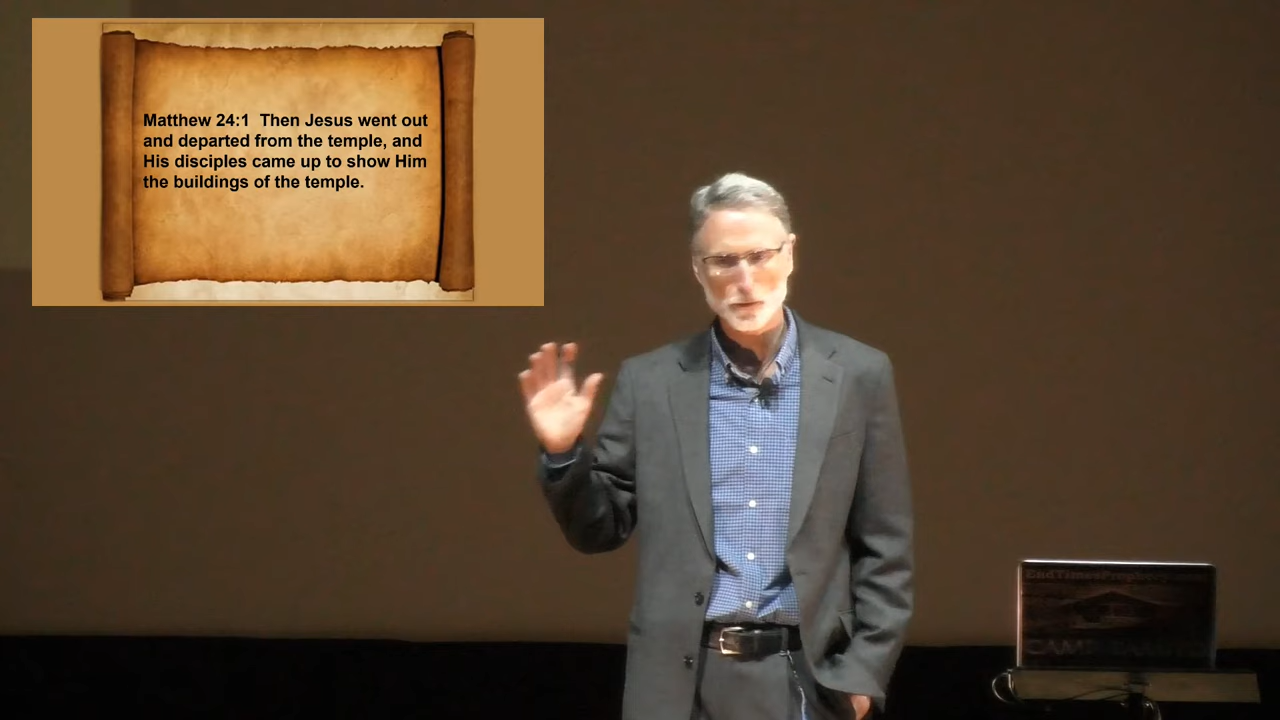 Matthew 24:1 Then Jesus went out
and departed from the temple, and
His disciples came up to show Him
the buildings of the temple.
EndTimesProphecy